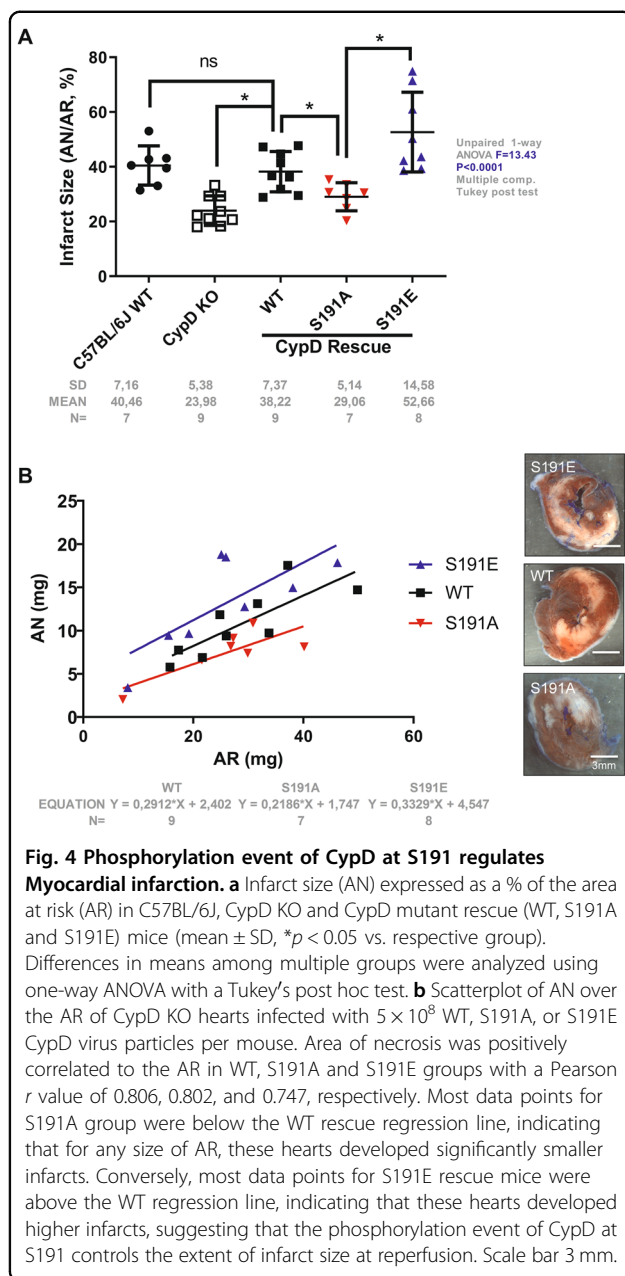 A
ns
*
*
*
Infarct Size (AN/AR, %)
80
60
40
20
0
Unpaired 1-way
ANOVA F=13.43
P<0.0001
Multiple comp.
Tukey post test
C57BL/6J WT
CypD KO
WT
S191A
S191E
CypD Rescue
SD 7,16 5,38 7,37 5,14 14,58
MEAN 40,46 23,98 38,22 29,06 52,66
N= 7 9 9 7 8
B
AN (mg)
25
20
15
10
5
0
0 20 40 60
AR (mg)
S191E
WT
S191A
S191E
WT
S191A
3mm
WT S191A S191E
EQUATION Y = 0,2912*X + 2,402 Y = 0,2186*X + 1,747 Y = 0,3329*X + 4,547
N= 9 7 8
Fig. 4 Phosphorylation event of CypD at S191 regulates
Myocardial infarction. a Infarct size (AN) expressed as a % of the area
at risk (AR) in C57BL/6J, CypD KO and CypD mutant rescue (WT, S191A
and S191E) mice (mean ± SD, *p < 0.05 vs. respective group).
Differences in means among multiple groups were analyzed using
one-way ANOVA with a Tukey's post hoc test. b Scatterplot of AN over
the AR of CypD KO hearts infected with 5 × 10⁸ WT, S191A, or S191E
CypD virus particles per mouse. Area of necrosis was positively
correlated to the AR in WT, S191A and S191E groups with a Pearson
r value of 0.806, 0.802, and 0.747, respectively. Most data points for
S191A group were below the WT rescue regression line, indicating
that for any size of AR, these hearts developed significantly smaller
infarcts. Conversely, most data points for S191E rescue mice were
above the WT regression line, indicating that these hearts developed
higher infarcts, suggesting that the phosphorylation event of CypD at
S191 controls the extent of infarct size at reperfusion. Scale bar 3 mm.